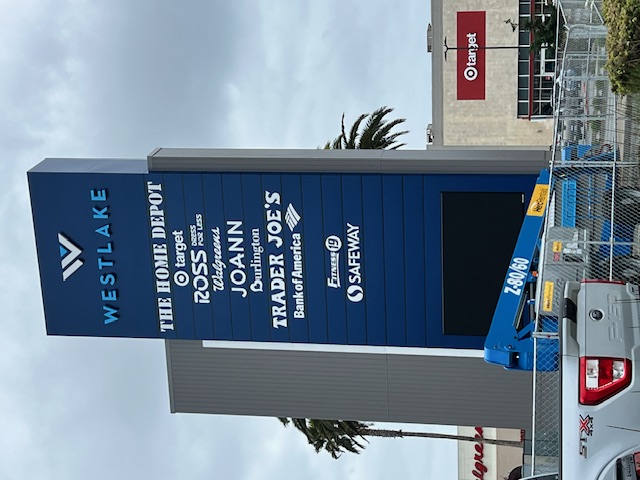 WESTLAKE
THE HOME DEPOT
target
ROSS DRESS FOR LESS
Walgreens
JOANN
Burlington
TRADER JOE'S
Bank of America
FITNESS 19
SAFEWAY
target
Z-80/60